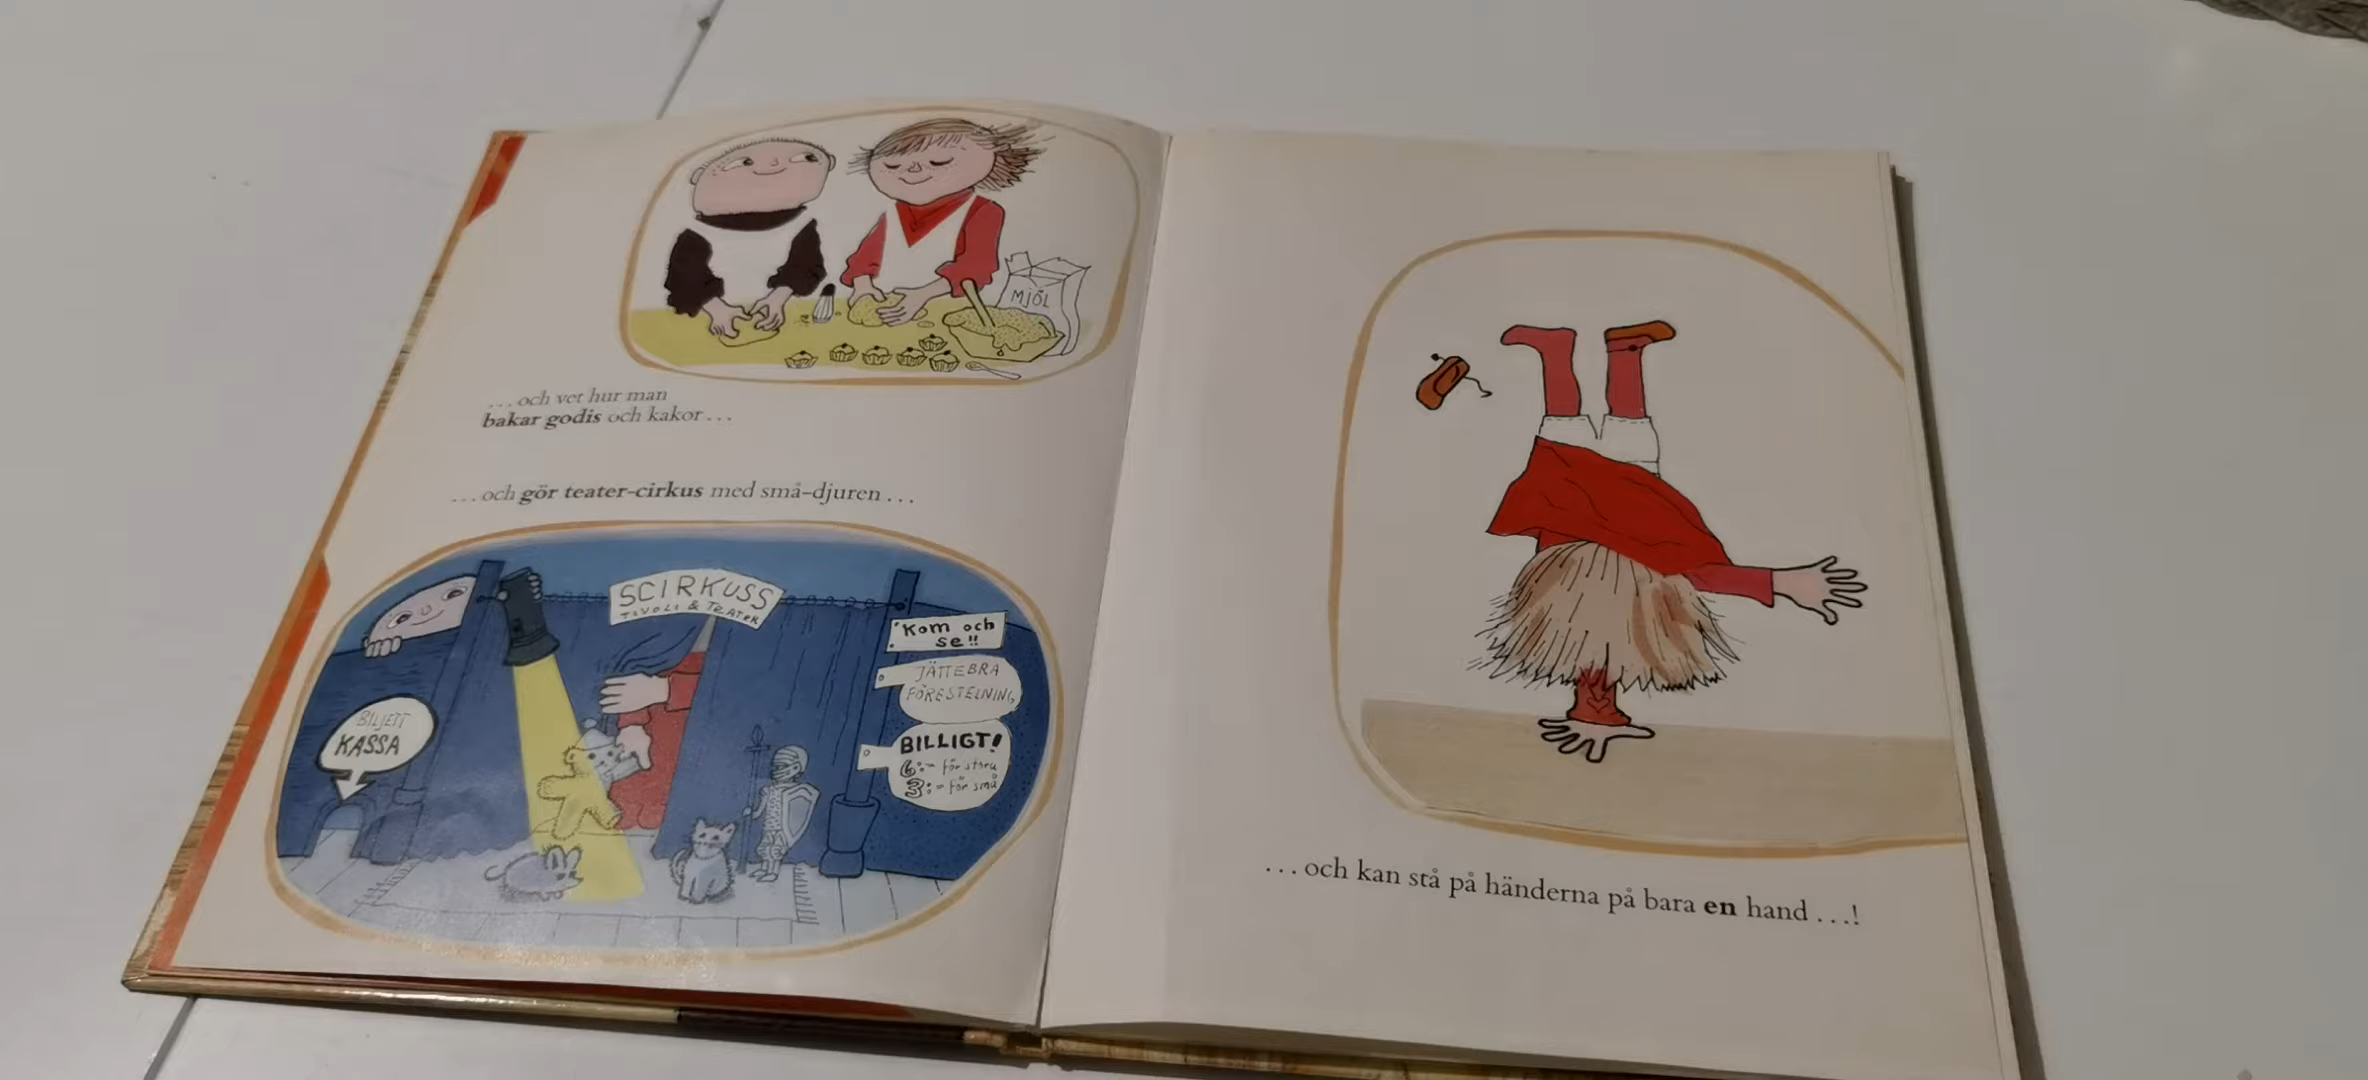 MJÖL
...och vet hur man
bakar godis och kakor...
...och gör teater-cirkus med små-djuren...
SCIRKUSS
TIVOLI & TEATER
Kom och
se!!
JÄTTEBRA
FÖRESTELNING
BILJETT
KASSA
BILLIGT!
6:- för stora
3:- för små
...och kan stå på händerna på bara en hand...!